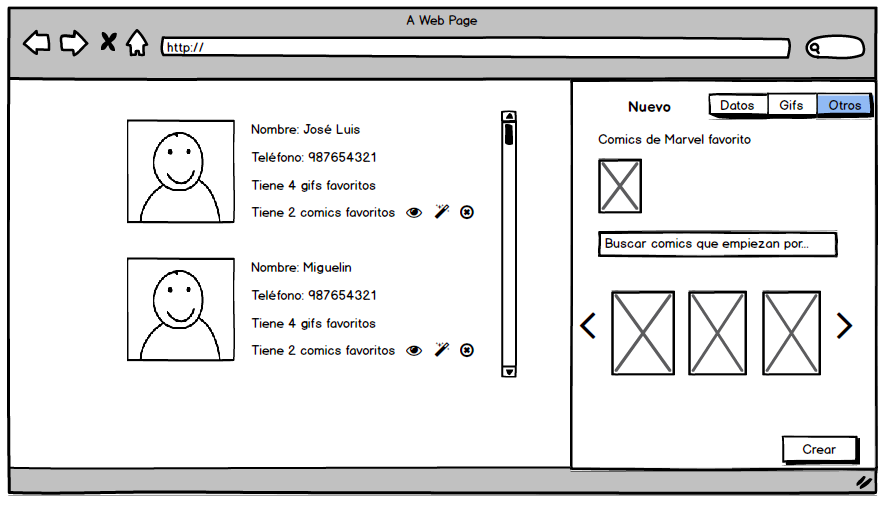 A Web Page
http://
Nombre: José Luis
Teléfono: 987654321
Tiene 4 gifs favoritos
Tiene 2 comics favoritos
Nombre: Miguelin
Teléfono: 987654321
Tiene 4 gifs favoritos
Tiene 2 comics favoritos
Nuevo
Datos
Gifs
Otros
Comics de Marvel favorito
Buscar comics que empiezan por...
Crear